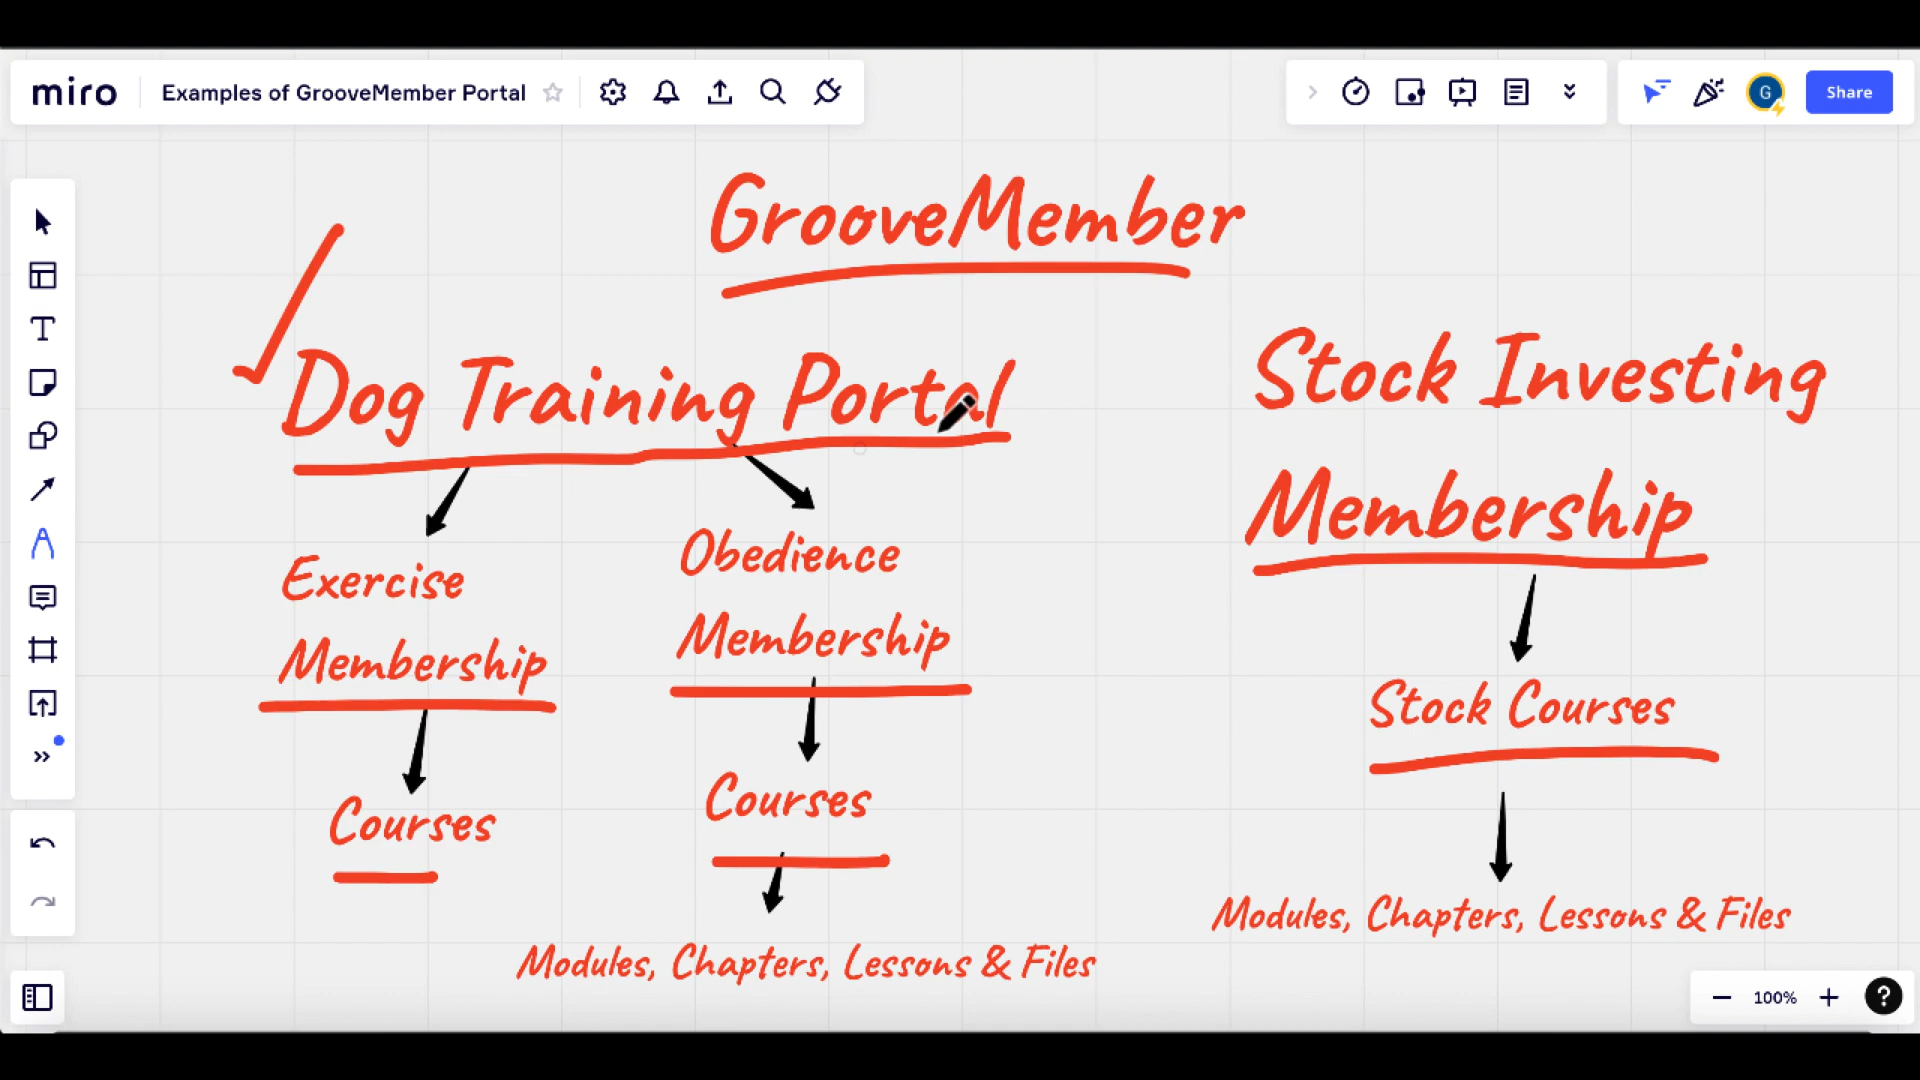 miro
Examples of GrooveMember Portal
G
Share
GrooveMember
Dog Training Portal
Stock Investing
Membership
Exercise
Membership
Obedience
Membership
Stock Courses
Courses
Courses
Modules, Chapters, Lessons & Files
Modules, Chapters, Lessons & Files
100%
?